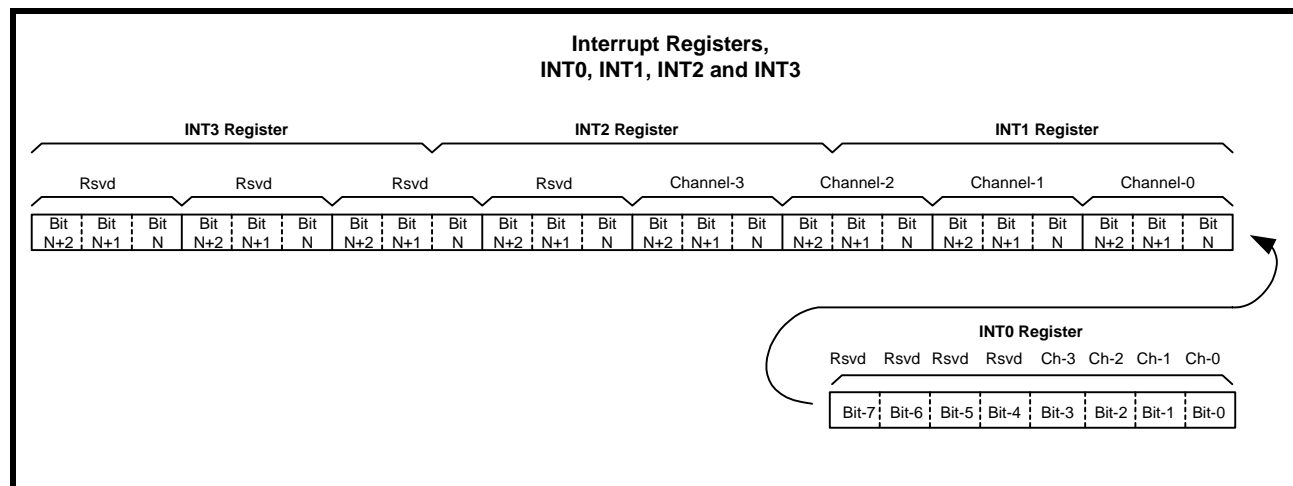 Interrupt Registers,
INT0, INT1, INT2 and INT3
INT3 Register INT2 Register INT1 Register
Rsvd Rsvd Rsvd Rsvd Channel-3 Channel-2 Channel-1 Channel-0
Bit Bit Bit Bit Bit Bit Bit Bit Bit Bit Bit Bit Bit Bit Bit Bit Bit Bit Bit Bit Bit Bit Bit Bit
N+2 N+1 N N+2 N+1 N N+2 N+1 N N+2 N+1 N N+2 N+1 N N+2 N+1 N N+2 N+1 N N+2 N+1 N
INT0 Register
Rsvd Rsvd Rsvd Rsvd Ch-3 Ch-2 Ch-1 Ch-0
Bit-7 Bit-6 Bit-5 Bit-4 Bit-3 Bit-2 Bit-1 Bit-0